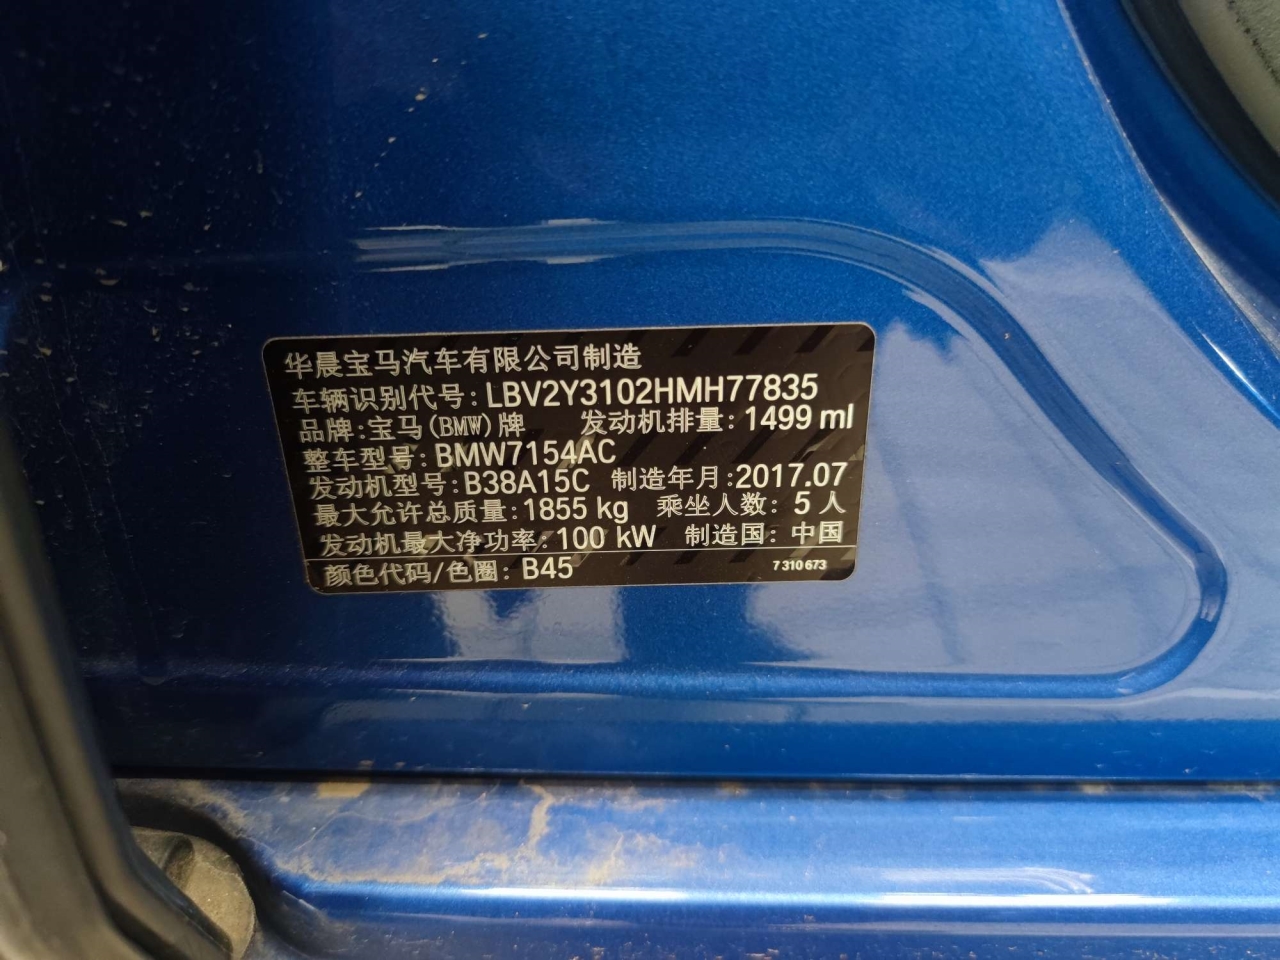 华晨宝马汽车有限公司制造
车辆识别代号: LBV2Y3102HMH77835
品牌:宝马(BMW)牌 发动机排量: 1499 ml
整车型号: BMW7154AC
发动机型号: B38A15C 制造年月: 2017.07
最大允许总质量: 1855 kg 乘坐人数: 5 人
发动机最大净功率: 100 kW 制造国: 中国
颜色代码/色圈: B45 7 310 673